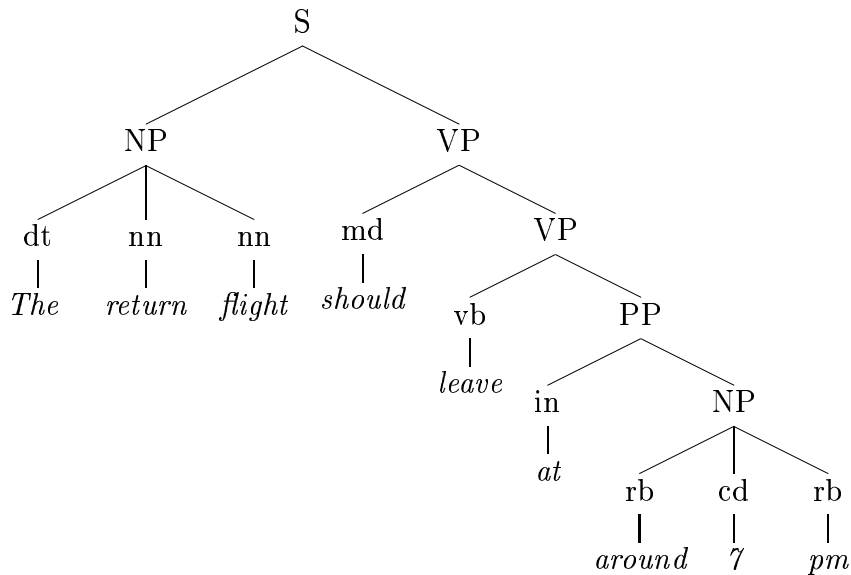 S
NP VP
dt nn nn md VP
The return flight should
vb PP
leave
in NP
at
rb cd rb
around 7 pm